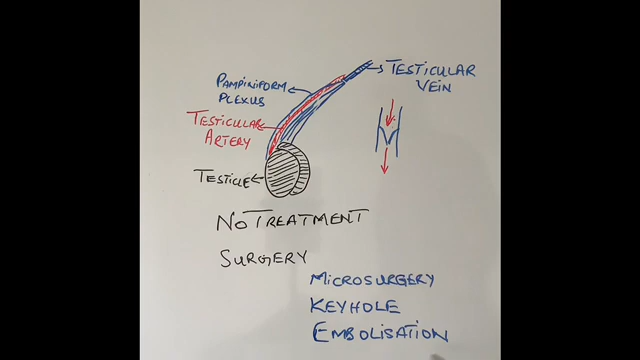 TESTICULAR
VEIN
PAMPINIFORM
PLEXUS
TESTICULAR
ARTERY
TESTICLE
NO TREATMENT
SURGERY
MICROSURGERY
KEYHOLE
EMBOLISATION